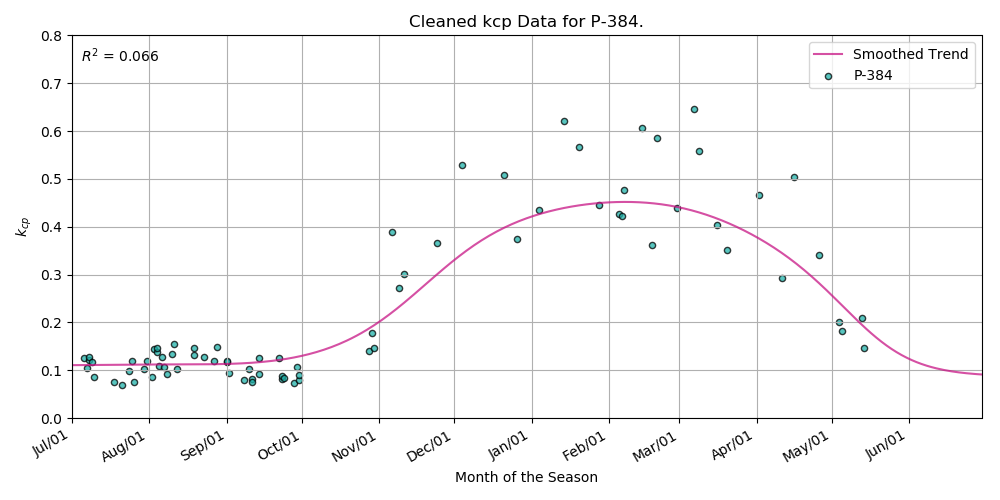 Cleaned kcp Data for P-384.
R² = 0.066
Smoothed Trend
P-384
0.8
0.7
0.6
0.5
0.4
0.3
0.2
0.1
0.0
k_cp
Jul/01
Aug/01
Sep/01
Oct/01
Nov/01
Dec/01
Jan/01
Feb/01
Mar/01
Apr/01
May/01
Jun/01
Month of the Season